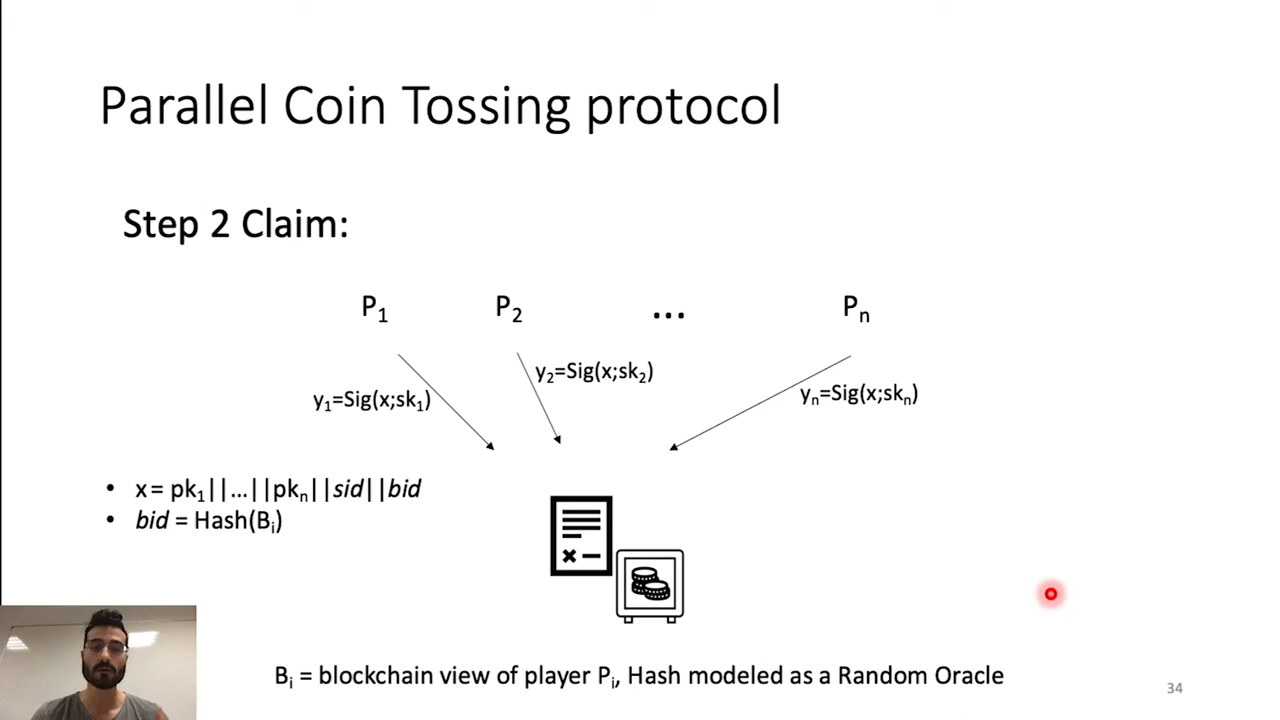 Parallel Coin Tossing protocol
Step 2 Claim:
P₁ P₂ ... Pₙ
y₂=Sig(x;sk₂)
y₁=Sig(x;sk₁) yₙ=Sig(x;skₙ)
• x = pk₁||...||pkₙ||sid||bid
• bid = Hash(Bᵢ)
Bᵢ = blockchain view of player Pᵢ, Hash modeled as a Random Oracle
34